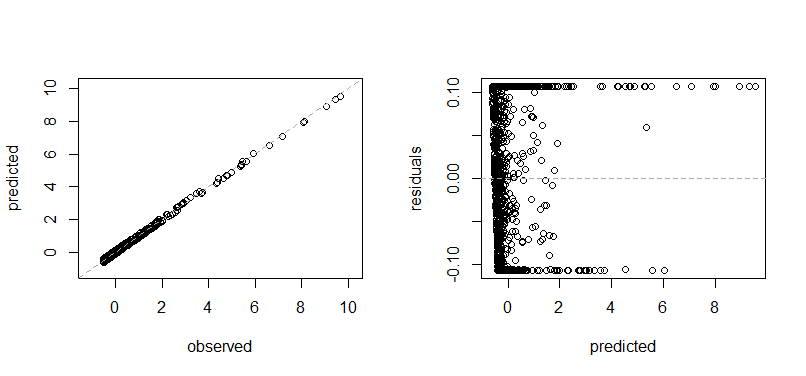 predicted
10
8
6
4
2
0
0 2 4 6 8 10
observed
residuals
0.10
0.00
-0.10
0 2 4 6 8
predicted